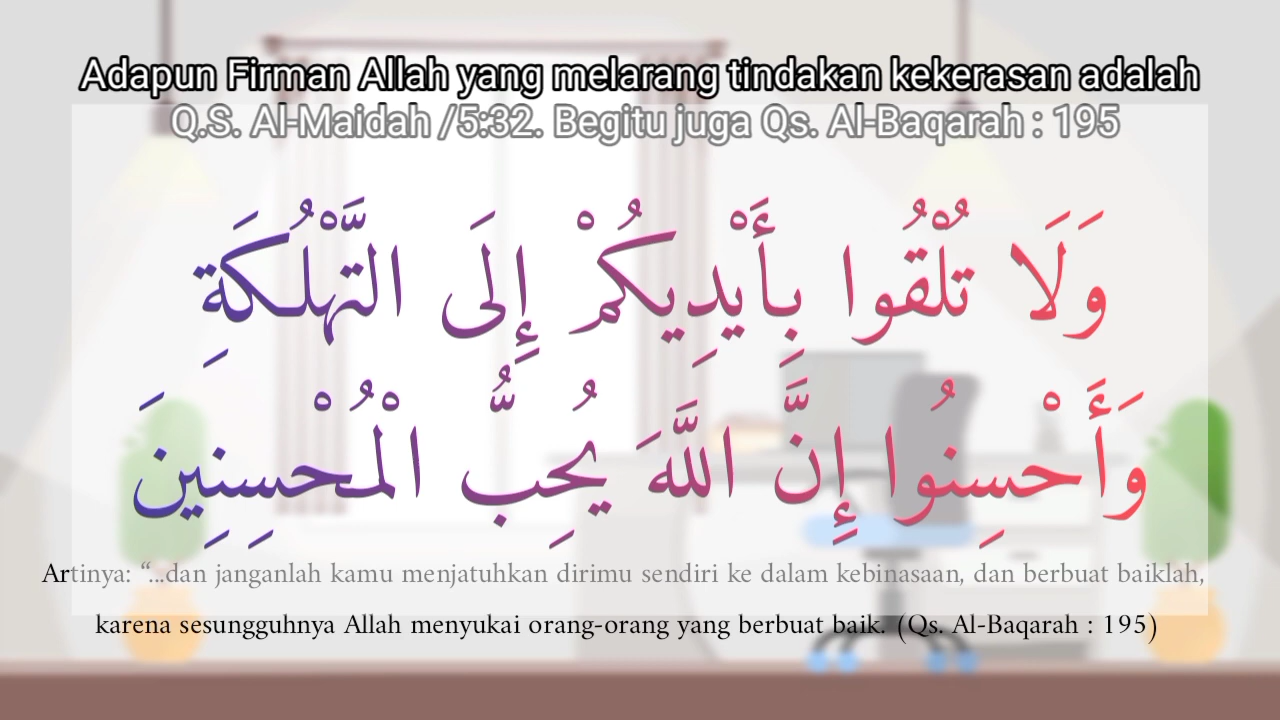 Adapun Firman Allah yang melarang tindakan kekerasan adalah
Q.S. Al-Maidah /5:32. Begitu juga Qs. Al-Baqarah : 195
وَلَا تُلْقُوا بِأَيْدِيكُمْ إِلَى التَّهْلُكَةِ
وَأَحْسِنُوا إِنَّ اللَّهَ يُحِبُّ الْمُحْسِنِينَ
Artinya: “...dan janganlah kamu menjatuhkan dirimu sendiri ke dalam kebinasaan, dan berbuat baiklah,
karena sesungguhnya Allah menyukai orang-orang yang berbuat baik. (Qs. Al-Baqarah : 195)